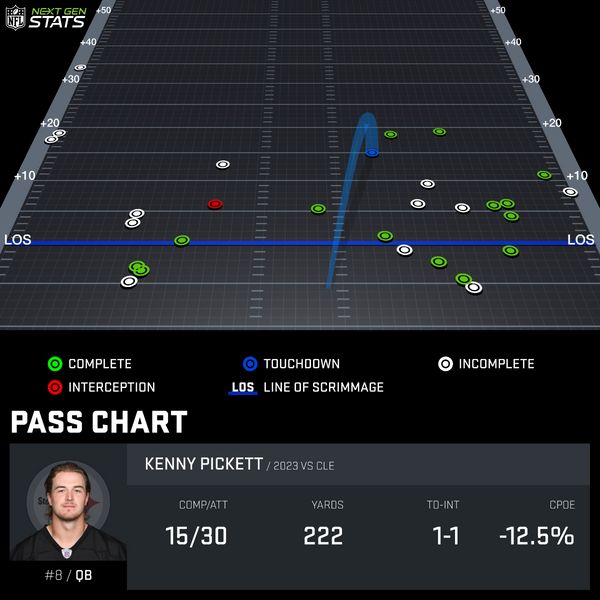 NFL NEXT GEN STATS
+50 +50
+30 +30
+20 +20
+10 +10
LOS LOS
COMPLETE TOUCHDOWN INCOMPLETE
INTERCEPTION LOS LINE OF SCRIMMAGE
PASS CHART
KENNY PICKETT / 2023 VS CLE
COMP/ATT YARDS TD-INT CPOE
15/30 222 1-1 -12.5%
#8 / QB